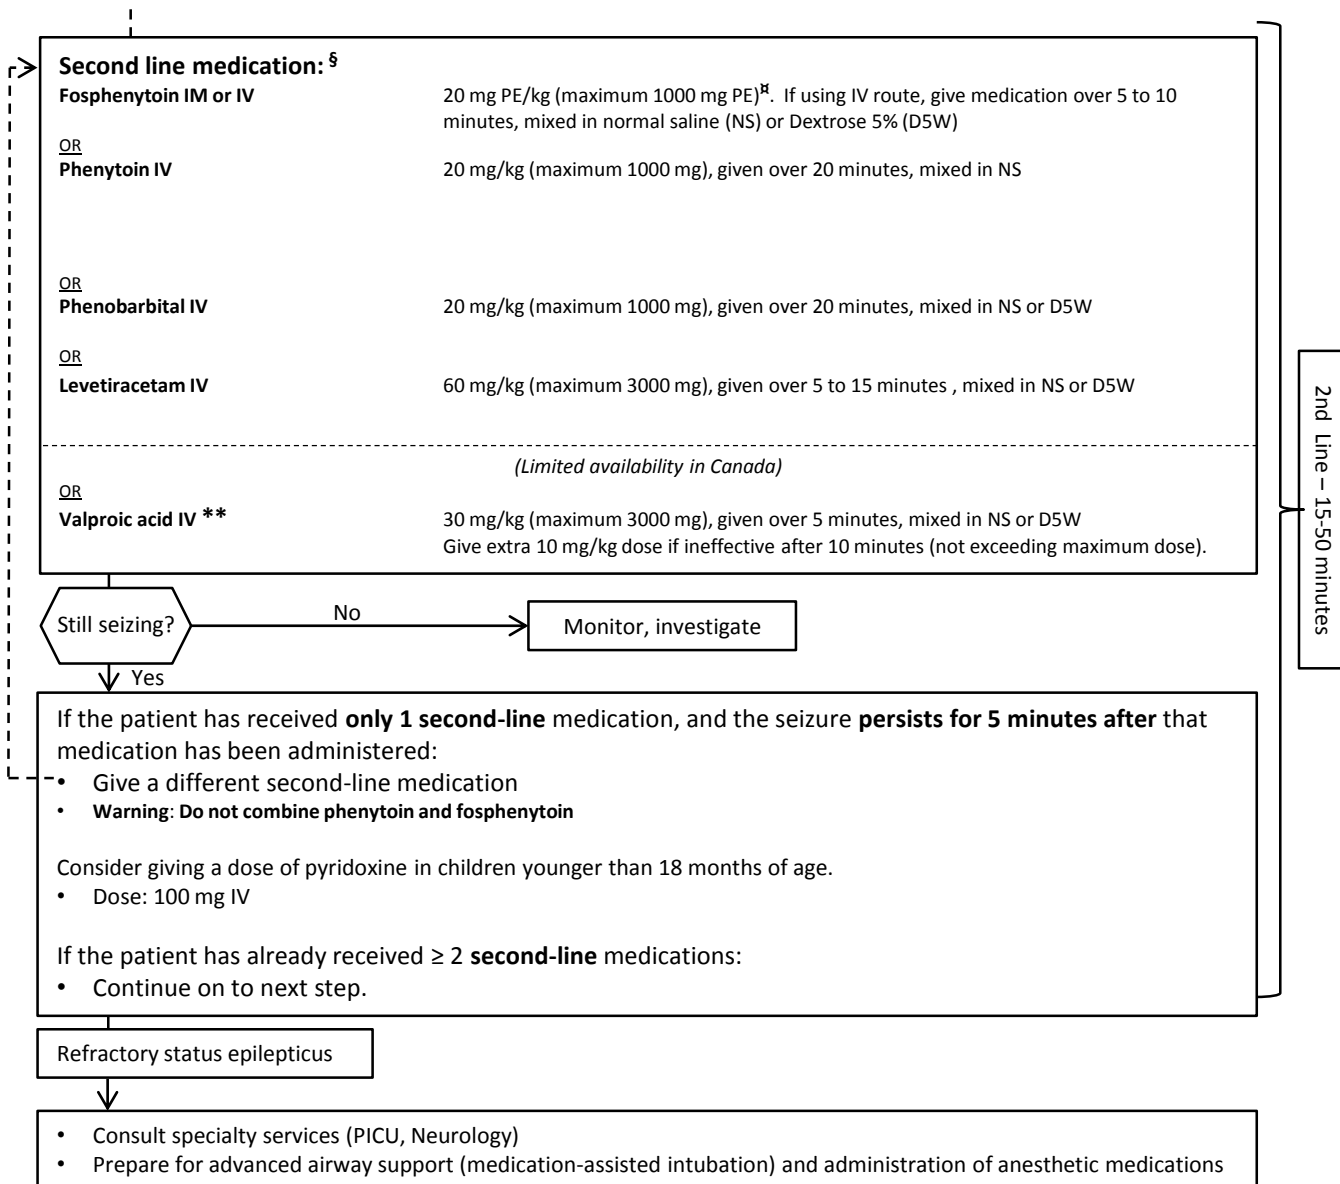 Second line medication: §
Fosphenytoin IM or IV
20 mg PE/kg (maximum 1000 mg PE)¤. If using IV route, give medication over 5 to 10
minutes, mixed in normal saline (NS) or Dextrose 5% (D5W)
OR
Phenytoin IV
20 mg/kg (maximum 1000 mg), given over 20 minutes, mixed in NS
OR
Phenobarbital IV
20 mg/kg (maximum 1000 mg), given over 20 minutes, mixed in NS or D5W
OR
Levetiracetam IV
60 mg/kg (maximum 3000 mg), given over 5 to 15 minutes , mixed in NS or D5W
(Limited availability in Canada)
OR
Valproic acid IV **
30 mg/kg (maximum 3000 mg), given over 5 minutes, mixed in NS or D5W
Give extra 10 mg/kg dose if ineffective after 10 minutes (not exceeding maximum dose).
2nd Line – 15-50 minutes
Still seizing?
No
Monitor, investigate
Yes
If the patient has received only 1 second-line medication, and the seizure persists for 5 minutes after that
medication has been administered:
• Give a different second-line medication
• Warning: Do not combine phenytoin and fosphenytoin
Consider giving a dose of pyridoxine in children younger than 18 months of age.
• Dose: 100 mg IV
If the patient has already received ≥ 2 second-line medications:
• Continue on to next step.
Refractory status epilepticus
• Consult specialty services (PICU, Neurology)
• Prepare for advanced airway support (medication-assisted intubation) and administration of anesthetic medications